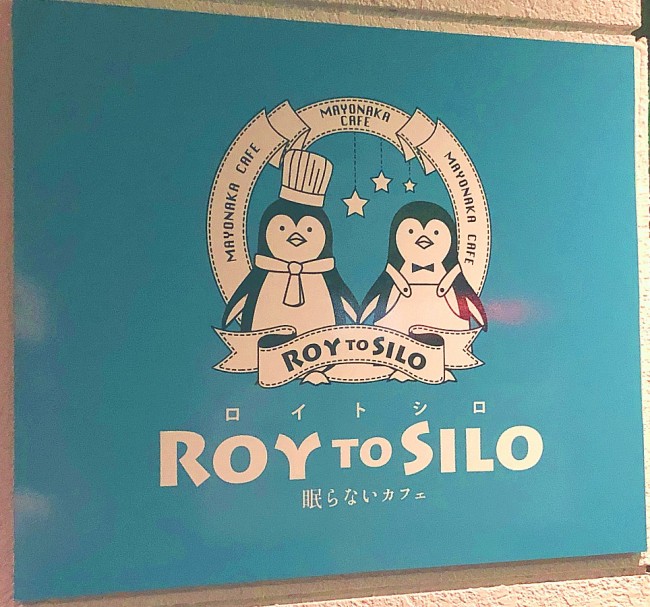 MAYONAKA CAFE
MAYONAKA
CAFE
MAYONAKA CAFE
ROY TO SILO
ロイトシロ
ROY TO SILO
眠らないカフェ